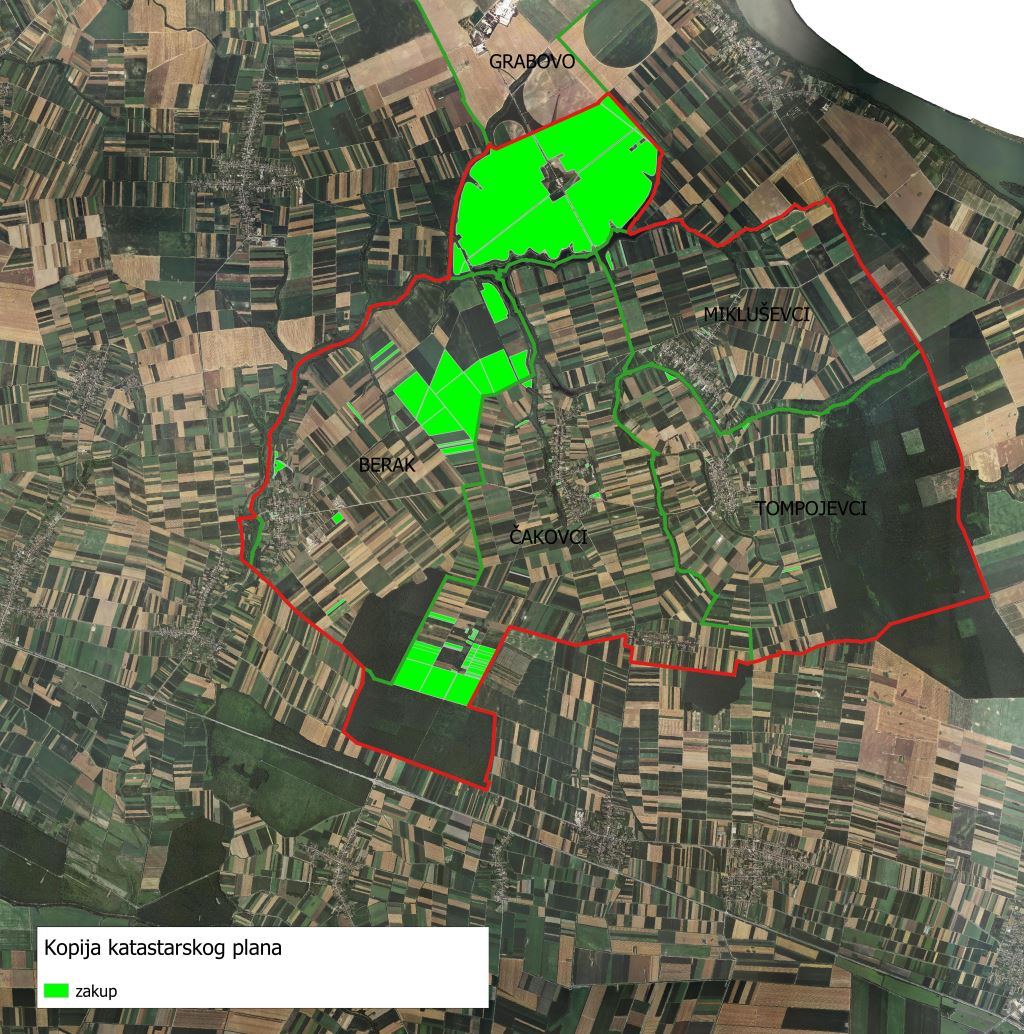 GRABOVO
MIKLUŠEVCI
BERAK
TOMPOJEVCI
ČAKOVCI
Kopija katastarskog plana
zakup